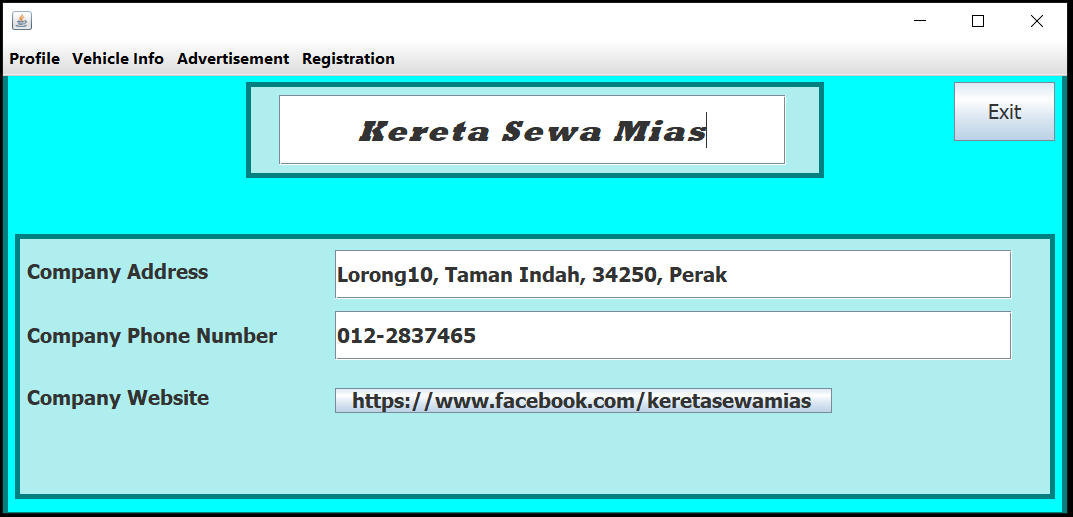 Profile Vehicle Info Advertisement Registration
Kereta Sewa Mias
Exit
Company Address Lorong10, Taman Indah, 34250, Perak
Company Phone Number 012-2837465
Company Website https://www.facebook.com/keretasewamias